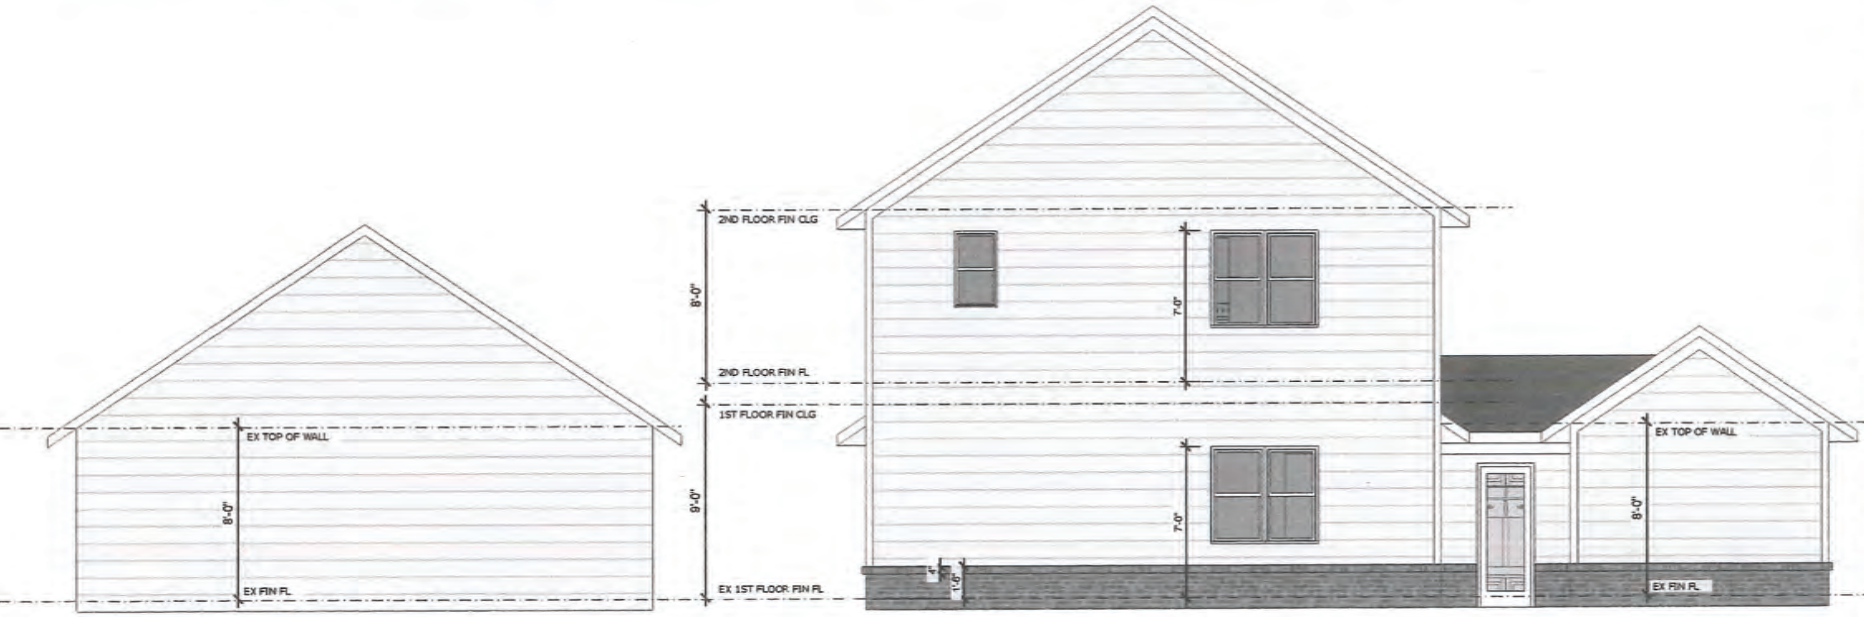 2ND FLOOR FIN CLG
8'-0"
7'-0"
2ND FLOOR FIN FL
1ST FLOOR FIN CLG
EX TOP OF WALL
EX TOP OF WALL
8'-0"
9'-0"
7'-0"
8'-0"
4"
1'-6"
EX FIN FL
EX 1ST FLOOR FIN FL
EX FIN FL